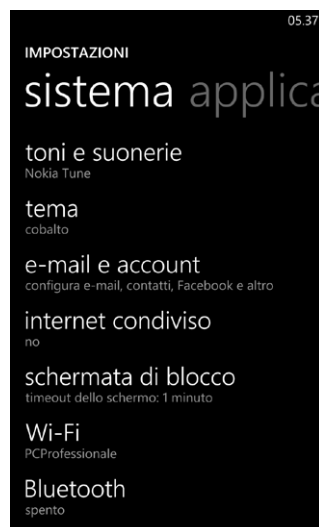 05.37
IMPOSTAZIONI
sistema applica
toni e suonerie
Nokia Tune
tema
cobalto
e-mail e account
configura e-mail, contatti, Facebook e altro
internet condiviso
no
schermata di blocco
timeout dello schermo: 1 minuto
Wi-Fi
PCProfessionale
Bluetooth
spento